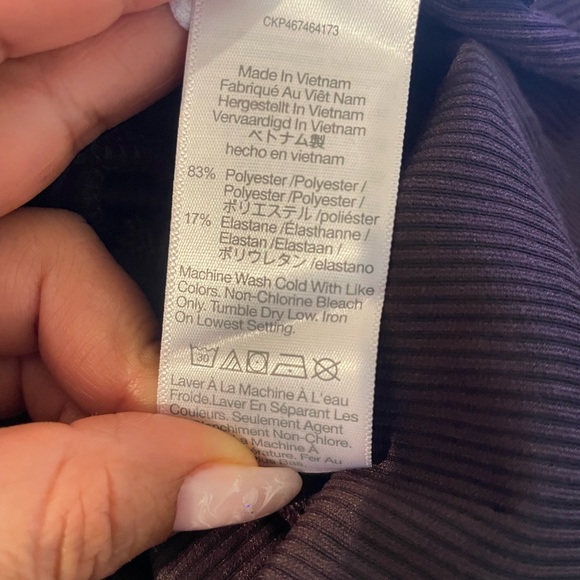 CKP467464173
Made In Vietnam
Fabriqué Au Viêt Nam
Hergestellt In Vietnam
Vervaardigd In Vietnam
ベトナム製
hecho en vietnam
83% Polyester /Polyester /
Polyester /Polyester /
ポリエステル /poliéster
17% Elastane /Élasthanne /
Elastan /Elastaan /
ポリウレタン /elastano
Machine Wash Cold With Like
Colors. Non-Chlorine Bleach
Only. Tumble Dry Low. Iron
On Lowest Setting.
30
Laver À La Machine À L'eau
Froide.Laver En Séparant Les
Couleurs. Seulement Agent
Non-Chlore.
a Machine À
Fer Au
Bas.